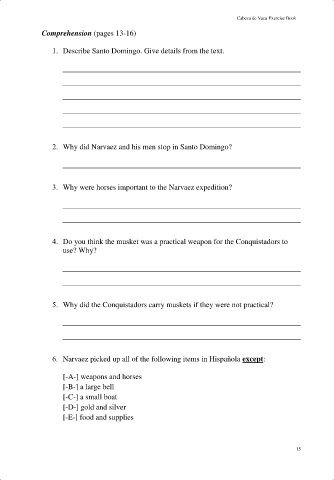 Cabeza de Vaca Exercise Book
Comprehension (pages 13-16)
1. Describe Santo Domingo. Give details from the text.
2. Why did Narvaez and his men stop in Santo Domingo?
3. Why were horses important to the Narvaez expedition?
4. Do you think the musket was a practical weapon for the Conquistadors to
use? Why?
5. Why did the Conquistadors carry muskets if they were not practical?
6. Narvaez picked up all of the following items in Hispañola except:
[-A-] weapons and horses
[-B-] a large bell
[-C-] a small boat
[-D-] gold and silver
[-E-] food and supplies
15